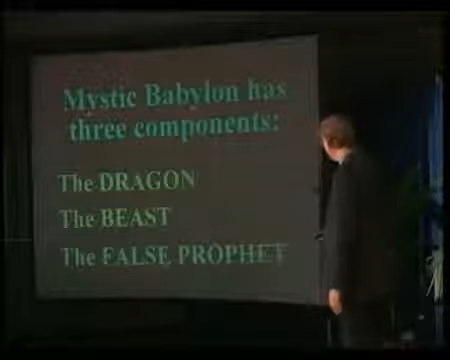 Mystic Babylon has
three components:
The DRAGON
The BEAST
The FALSE PROPHET